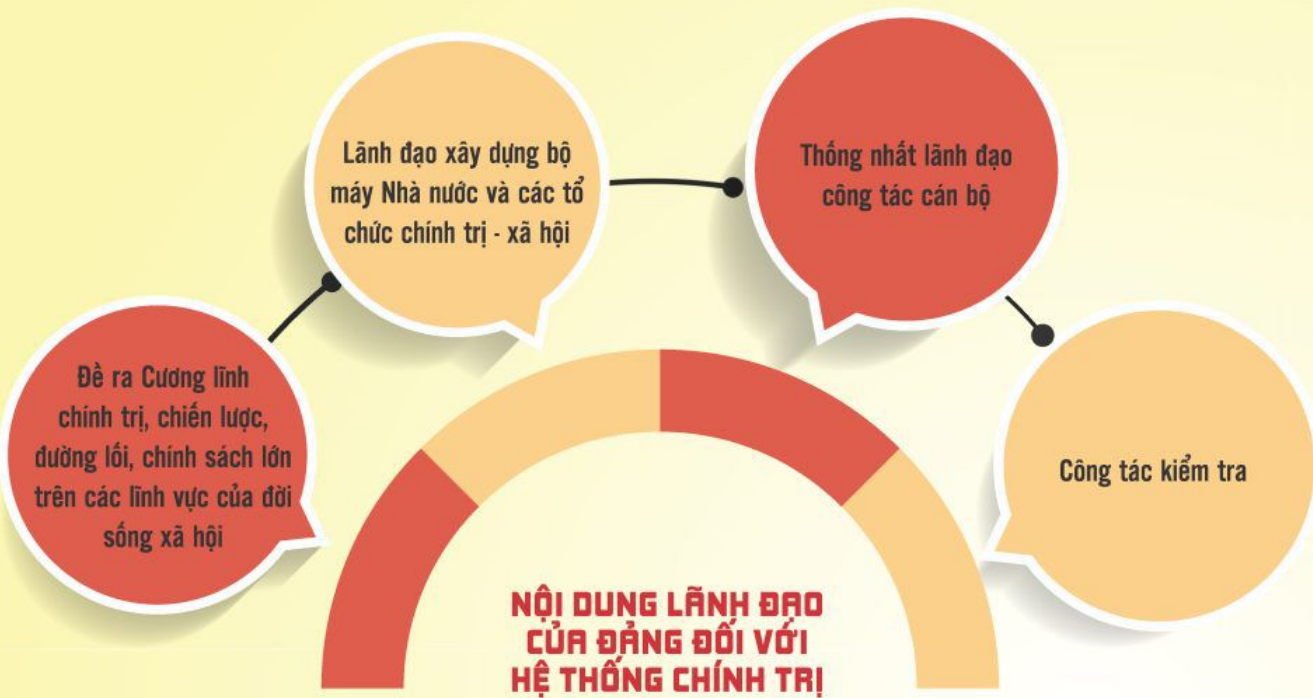 Đề ra Cương lĩnh
chính trị, chiến lược,
đường lối, chính sách lớn
trên các lĩnh vực của đời
sống xã hội
Lãnh đạo xây dựng bộ
máy Nhà nước và các tổ
chức chính trị - xã hội
Thống nhất lãnh đạo
công tác cán bộ
Công tác kiểm tra
NỘI DUNG LÃNH ĐẠO
CỦA ĐẢNG ĐỐI VỚI
HỆ THỐNG CHÍNH TRỊ